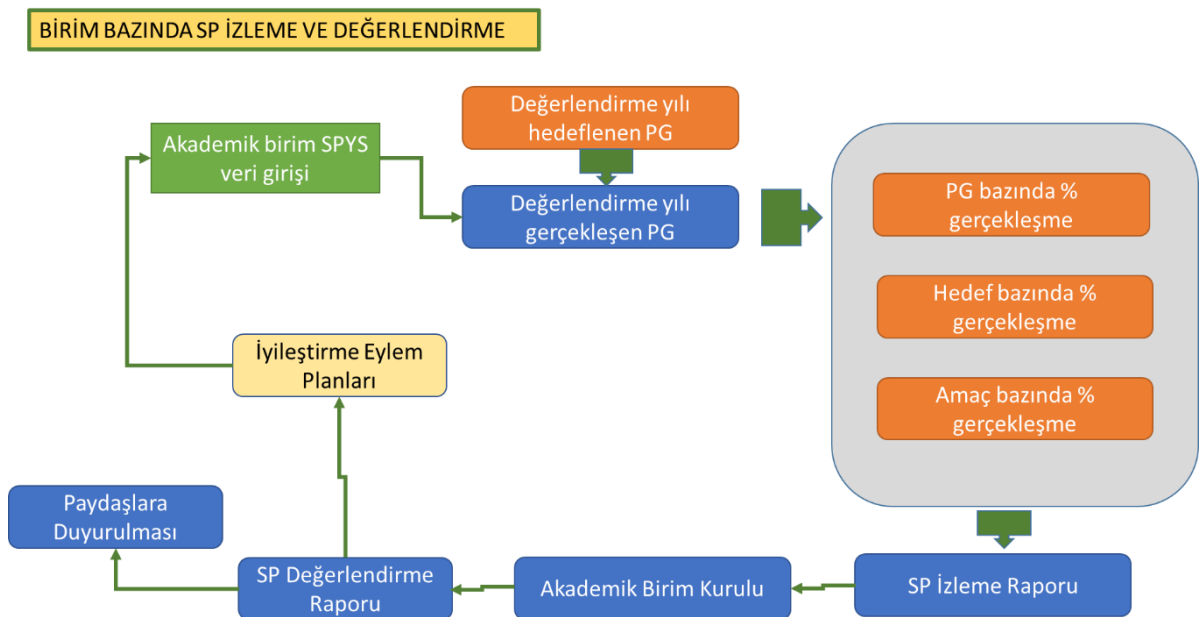 BİRİM BAZINDA SP İZLEME VE DEĞERLENDİRME
Değerlendirme yılı
hedeflenen PG
Akademik birim SPYS
veri girişi
Değerlendirme yılı
gerçekleşen PG
PG bazında %
gerçekleşme
Hedef bazında %
gerçekleşme
Amaç bazında %
gerçekleşme
İyileştirme Eylem
Planları
Paydaşlara
Duyurulması
SP Değerlendirme
Raporu
Akademik Birim Kurulu
SP İzleme Raporu